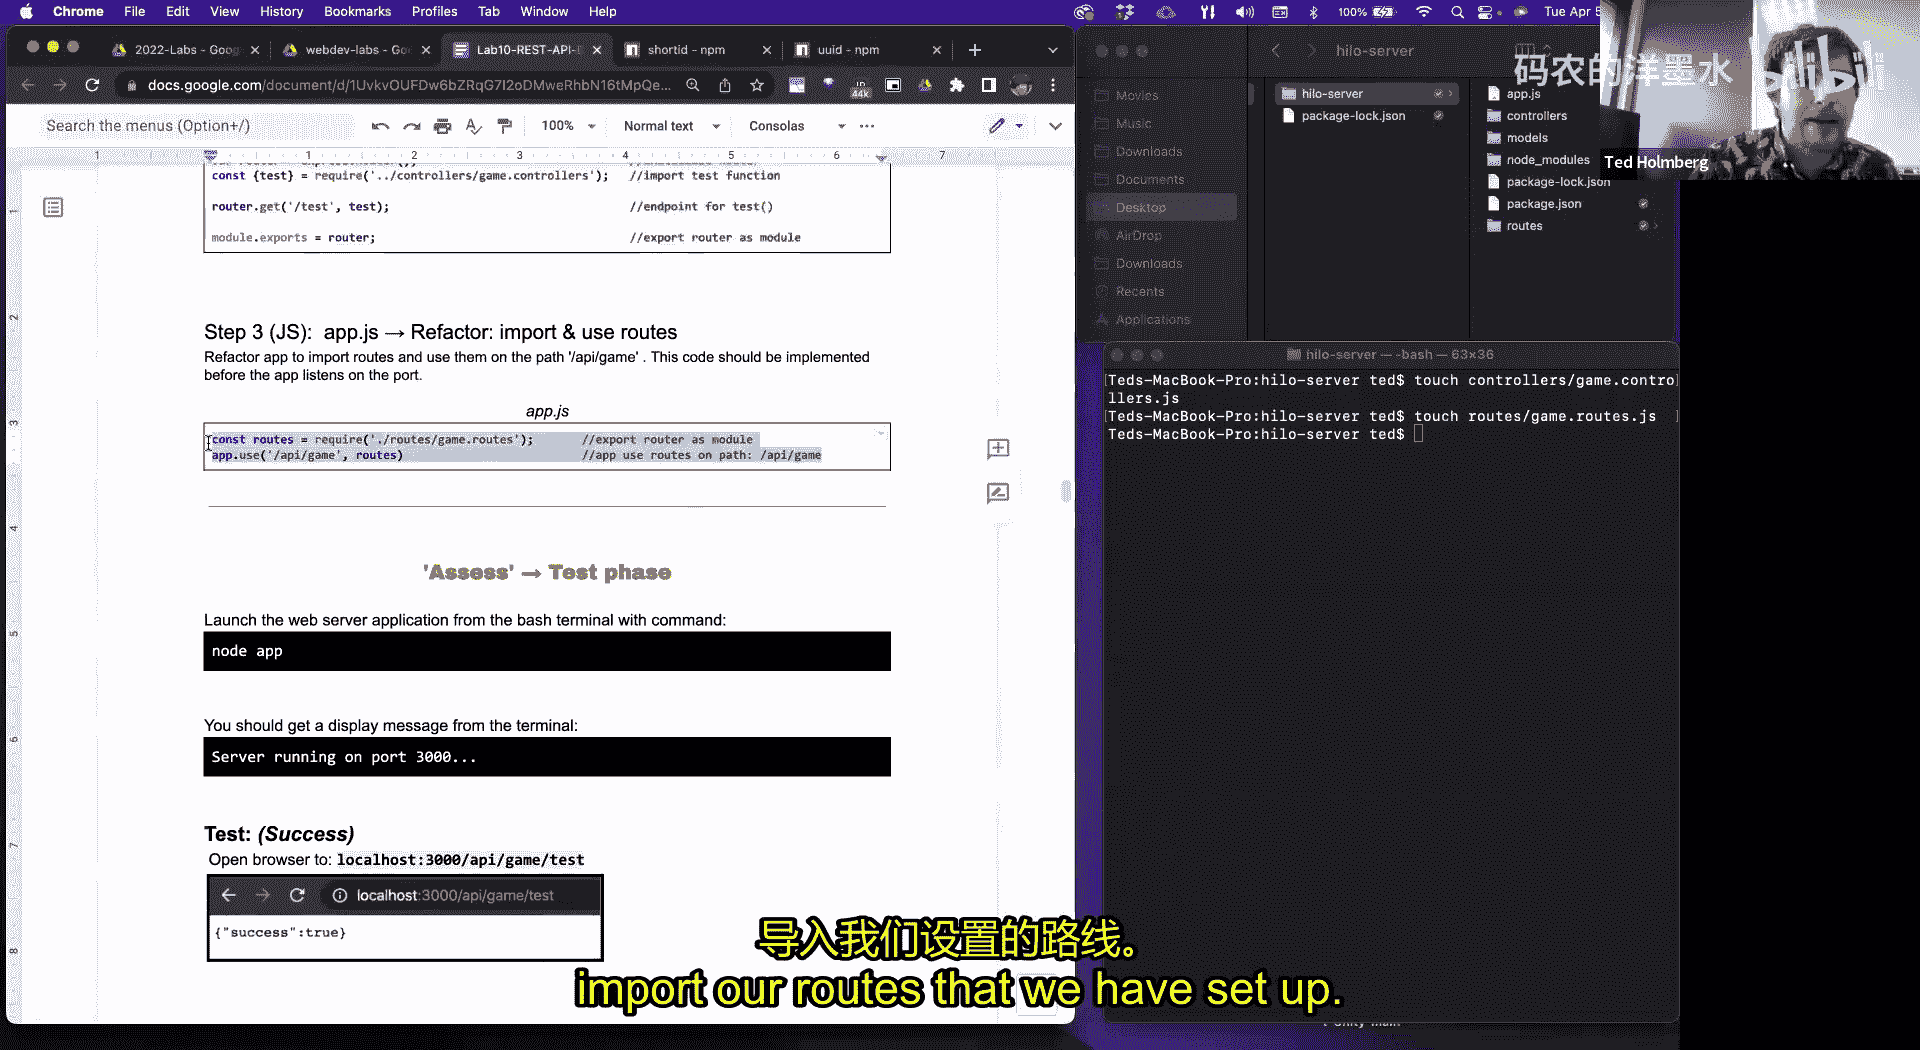 Chrome File Edit View History Bookmarks Profiles Tab Window Help
100% Tue Apr 5
2022-Labs - Goog
webdev-labs - Go
Lab10-REST-API-
shortid - npm
uuid - npm
docs.google.com/document/d/1UvkvOUFDw6bZRqG7I2oDMweRhbN16tMpQe...
44k
Search the menus (Option+/)
100% Normal text Consolas
1 1 2 3 4 5 6 7
const {test} = require('../controllers/game.controllers'); //import test function
router.get('/test', test); //endpoint for test()
module.exports = router; //export router as module
Step 3 (JS): app.js → Refactor: import & use routes
Refactor app to import routes and use them on the path '/api/game' . This code should be implemented
before the app listens on the port.
app.js
const routes = require('./routes/game.routes'); //export router as module
app.use('/api/game', routes) //app use routes on path: /api/game
'Assess' → Test phase
Launch the web server application from the bash terminal with command:
node app
You should get a display message from the terminal:
Server running on port 3000...
Test: (Success)
Open browser to: localhost:3000/api/game/test
localhost:3000/api/game/test
{"success":true}
hilo-server
Movies
Music
Downloads
Documents
Desktop
AirDrop
Downloads
Recents
Applications
hilo-server
package-lock.json
app.js
controllers
models
node_modules
package-lock.json
package.json
routes
码农的洋墨水 bilibili
Ted Holmberg
hilo-server — -bash — 63×36
Teds-MacBook-Pro:hilo-server ted$ touch controllers/game.contro
llers.js
Teds-MacBook-Pro:hilo-server ted$ touch routes/game.routes.js
Teds-MacBook-Pro:hilo-server ted$
导入我们设置的路线。
import our routes that we have set up.